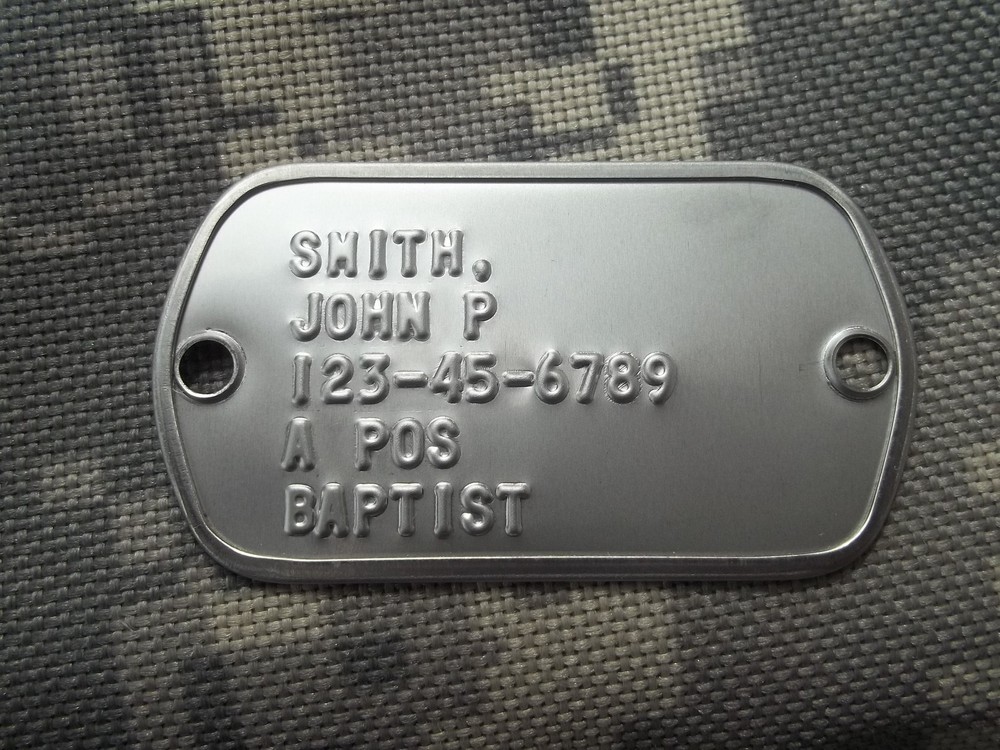 SMITH,
JOHN P
123-45-6789
A POS
BAPTIST